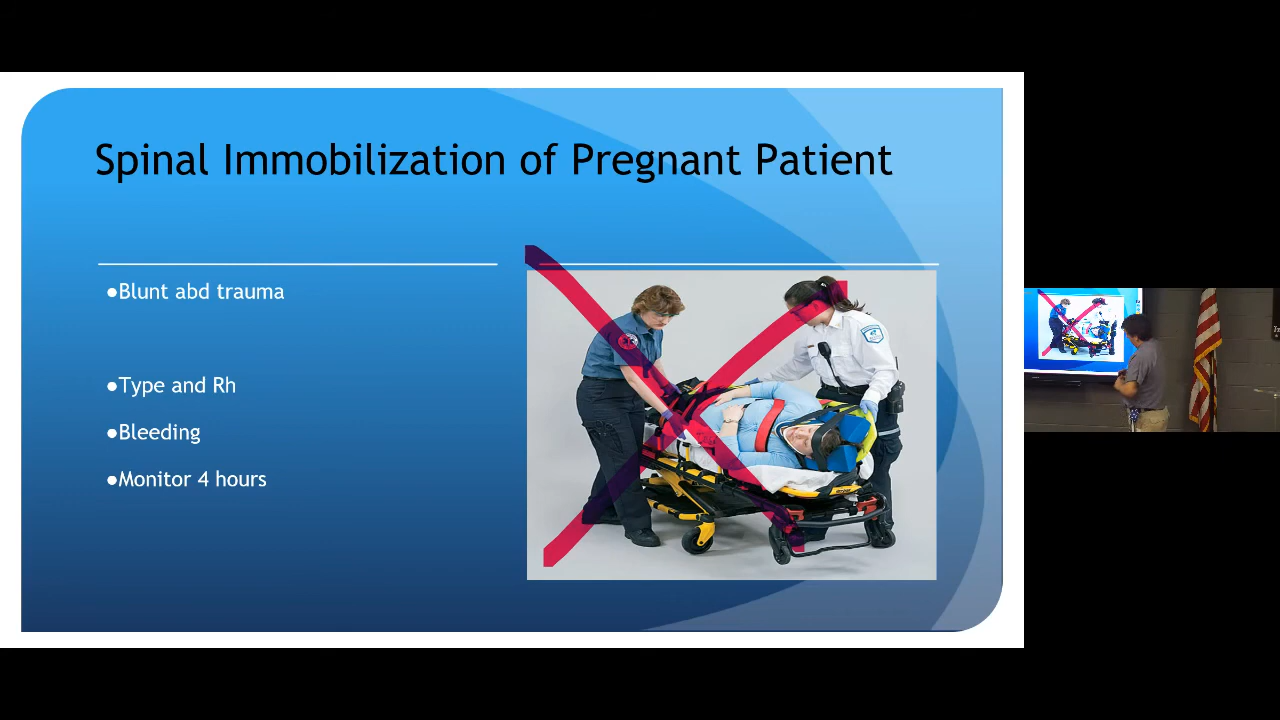 Spinal Immobilization of Pregnant Patient
●Blunt abd trauma
●Type and Rh
●Bleeding
●Monitor 4 hours